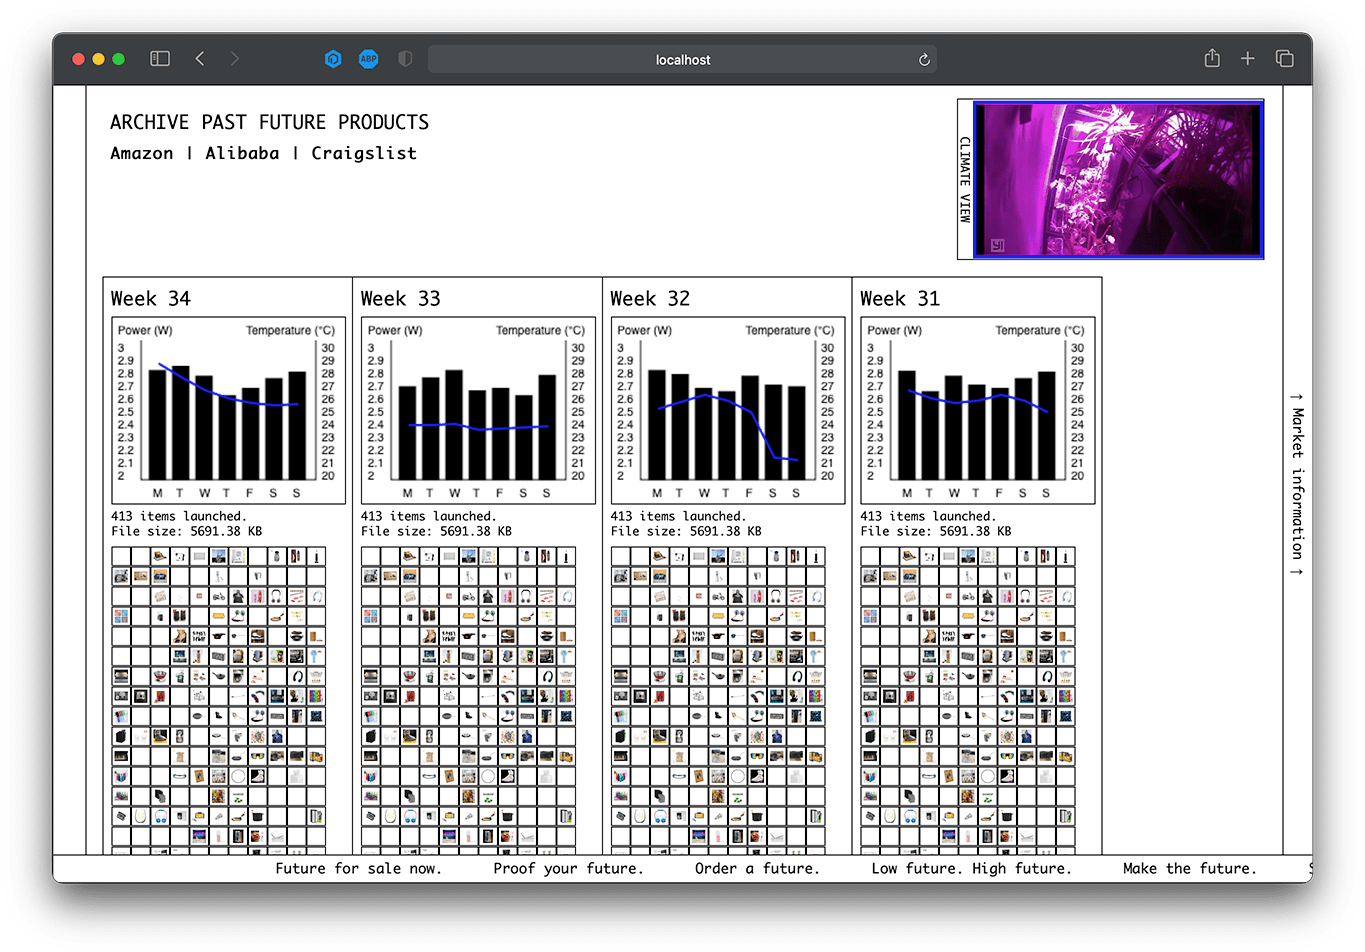 ABP
localhost
ARCHIVE PAST FUTURE PRODUCTS
Amazon | Alibaba | Craigslist
CLIMATE VIEW
Week 34
Power (W) Temperature (°C)
3 30
2.9 29
2.8 28
2.7 27
2.6 26
2.5 25
2.4 24
2.3 23
2.2 22
2.1 21
2 20
M T W T F S S
413 items launched.
File size: 5691.38 KB
Week 33
Power (W) Temperature (°C)
3 30
2.9 29
2.8 28
2.7 27
2.6 26
2.5 25
2.4 24
2.3 23
2.2 22
2.1 21
2 20
M T W T F S S
413 items launched.
File size: 5691.38 KB
Week 32
Power (W) Temperature (°C)
3 30
2.9 29
2.8 28
2.7 27
2.6 26
2.5 25
2.4 24
2.3 23
2.2 22
2.1 21
2 20
M T W T F S S
413 items launched.
File size: 5691.38 KB
Week 31
Power (W) Temperature (°C)
3 30
2.9 29
2.8 28
2.7 27
2.6 26
2.5 25
2.4 24
2.3 23
2.2 22
2.1 21
2 20
M T W T F S S
413 items launched.
File size: 5691.38 KB
↑ Market information ↑
Future for sale now. Proof your future. Order a future. Low future. High future. Make the future.